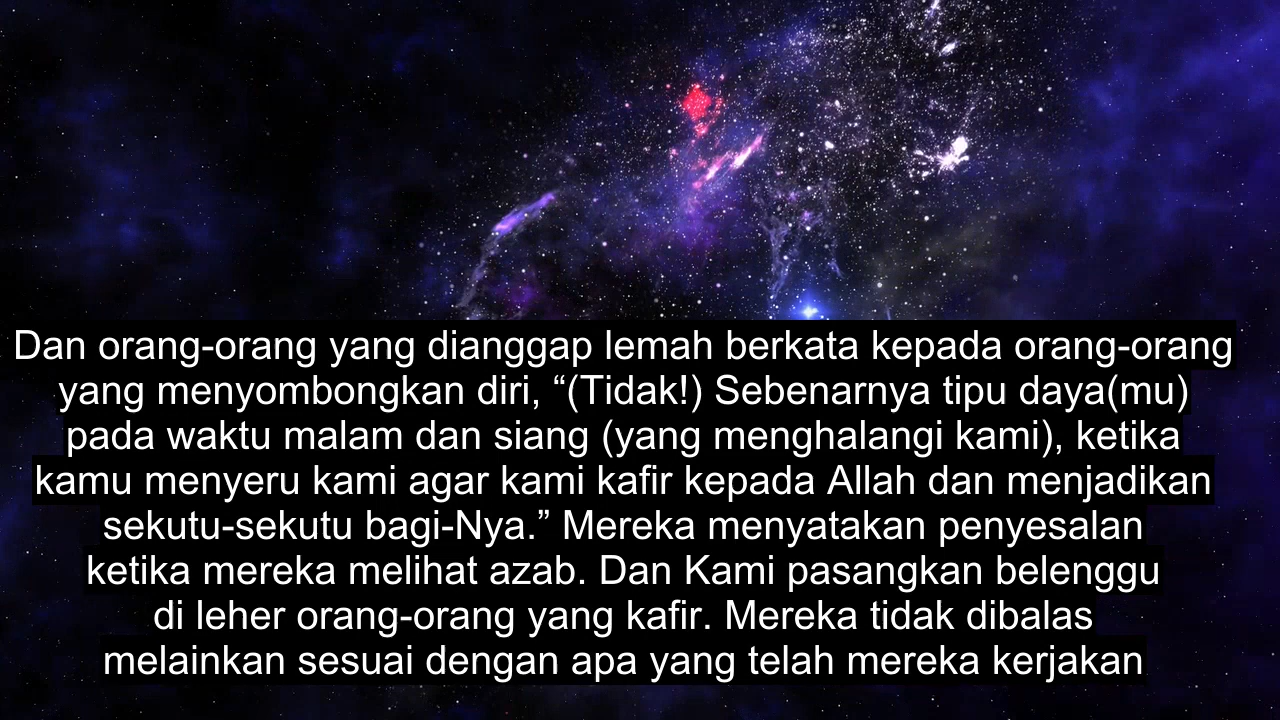 Dan orang-orang yang dianggap lemah berkata kepada orang-orang
yang menyombongkan diri, “(Tidak!) Sebenarnya tipu daya(mu)
pada waktu malam dan siang (yang menghalangi kami), ketika
kamu menyeru kami agar kami kafir kepada Allah dan menjadikan
sekutu-sekutu bagi-Nya.” Mereka menyatakan penyesalan
ketika mereka melihat azab. Dan Kami pasangkan belenggu
di leher orang-orang yang kafir. Mereka tidak dibalas
melainkan sesuai dengan apa yang telah mereka kerjakan